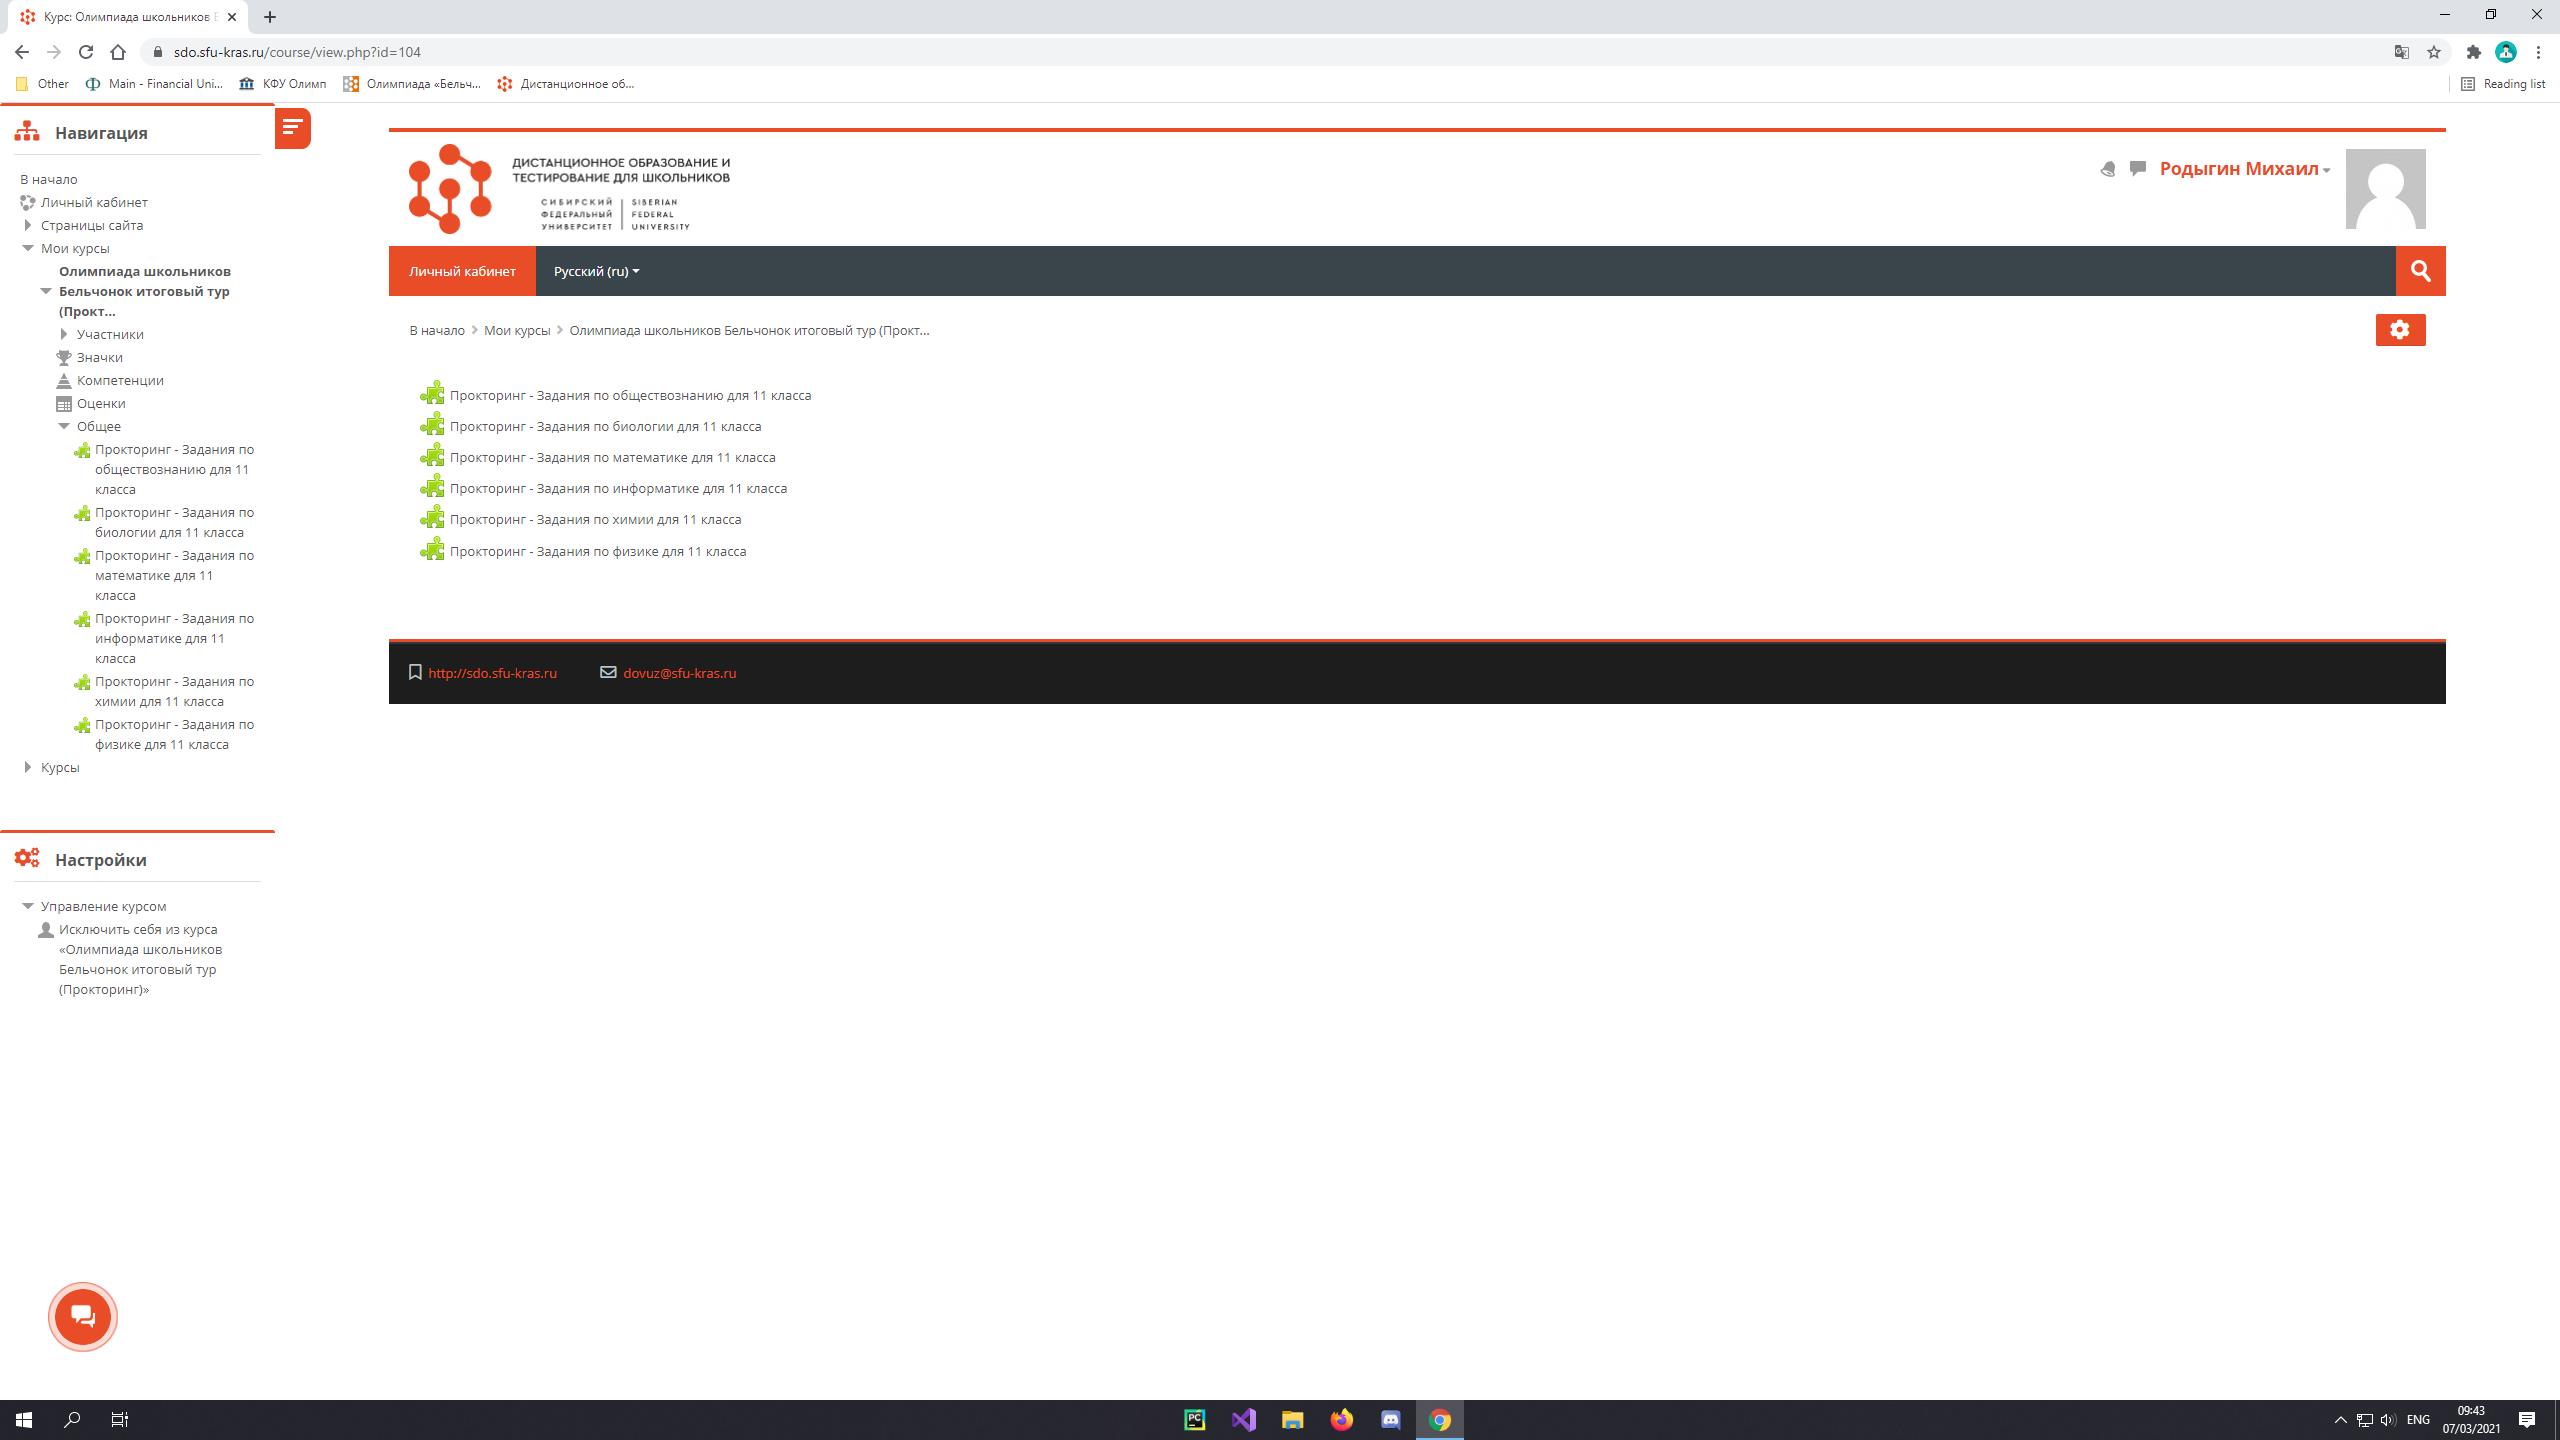 Курс: Олимпиада школьников
sdo.sfu-kras.ru/course/view.php?id=104
Other
Main - Financial Uni...
КФУ Олимп
Олимпиада «Бельч...
Дистанционное об...
Reading list
Навигация
В начало
Личный кабинет
Страницы сайта
Мои курсы
Олимпиада школьников
Бельчонок итоговый тур
(Прокт...
Участники
Значки
Компетенции
Оценки
Общее
Прокторинг - Задания по
обществознанию для 11
класса
Прокторинг - Задания по
биологии для 11 класса
Прокторинг - Задания по
математике для 11
класса
Прокторинг - Задания по
информатике для 11
класса
Прокторинг - Задания по
химии для 11 класса
Прокторинг - Задания по
физике для 11 класса
Курсы
Настройки
Управление курсом
Исключить себя из курса
«Олимпиада школьников
Бельчонок итоговый тур
(Прокторинг)»
ДИСТАНЦИОННОЕ ОБРАЗОВАНИЕ И
ТЕСТИРОВАНИЕ ДЛЯ ШКОЛЬНИКОВ
СИБИРСКИЙ
ФЕДЕРАЛЬНЫЙ
УНИВЕРСИТЕТ
SIBERIAN
FEDERAL
UNIVERSITY
Родыгин Михаил
Личный кабинет
Русский (ru)
В начало
Мои курсы
Олимпиада школьников Бельчонок итоговый тур (Прокт...
Прокторинг - Задания по обществознанию для 11 класса
Прокторинг - Задания по биологии для 11 класса
Прокторинг - Задания по математике для 11 класса
Прокторинг - Задания по информатике для 11 класса
Прокторинг - Задания по химии для 11 класса
Прокторинг - Задания по физике для 11 класса
http://sdo.sfu-kras.ru
dovuz@sfu-kras.ru
PC
ENG
09:43
07/03/2021